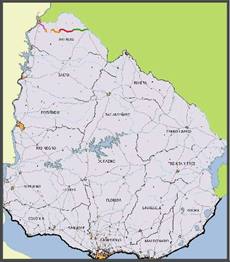 ARTIGAS
SALTO
RIVERA
PAYSANDU
TACUAREMBO
CERRO LARGO
RIO NEGRO
DURAZNO
TREINTA Y TRES
SORIANO
FLORES
FLORIDA
LAVALLEJA
ROCHA
COLONIA
SAN JOSE
CANELONES
MALDONADO